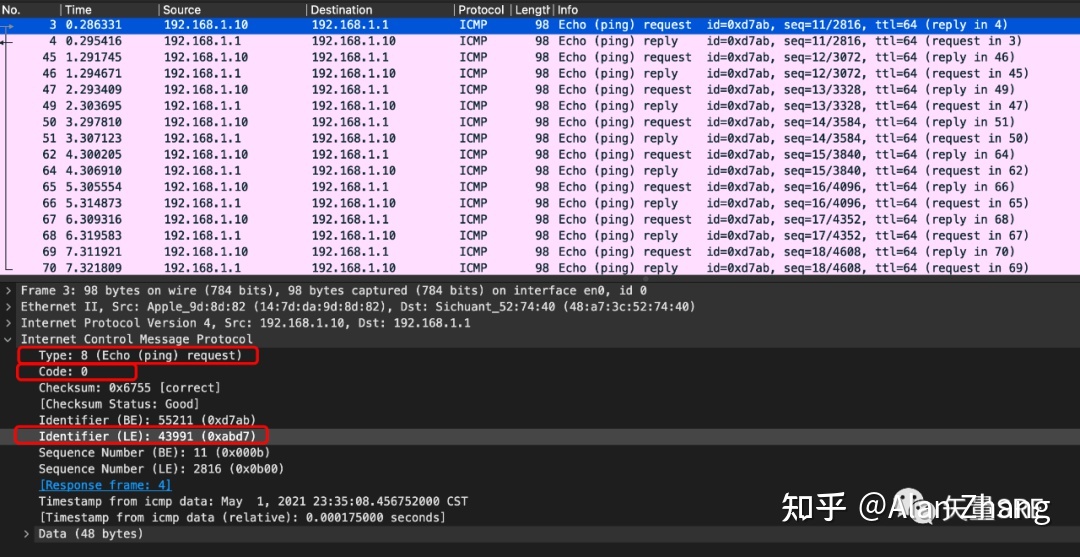 No. Time Source Destination Protocol Lengtl Info
3 0.286331 192.168.1.10 192.168.1.1 ICMP 98 Echo (ping) request id=0xd7ab, seq=11/2816, ttl=64 (reply in 4)
4 0.295416 192.168.1.1 192.168.1.10 ICMP 98 Echo (ping) reply id=0xd7ab, seq=11/2816, ttl=64 (request in 3)
45 1.291745 192.168.1.10 192.168.1.1 ICMP 98 Echo (ping) request id=0xd7ab, seq=12/3072, ttl=64 (reply in 46)
46 1.294671 192.168.1.1 192.168.1.10 ICMP 98 Echo (ping) reply id=0xd7ab, seq=12/3072, ttl=64 (request in 45)
47 2.293409 192.168.1.10 192.168.1.1 ICMP 98 Echo (ping) request id=0xd7ab, seq=13/3328, ttl=64 (reply in 49)
49 2.303695 192.168.1.1 192.168.1.10 ICMP 98 Echo (ping) reply id=0xd7ab, seq=13/3328, ttl=64 (request in 47)
50 3.297810 192.168.1.10 192.168.1.1 ICMP 98 Echo (ping) request id=0xd7ab, seq=14/3584, ttl=64 (reply in 51)
51 3.307123 192.168.1.1 192.168.1.10 ICMP 98 Echo (ping) reply id=0xd7ab, seq=14/3584, ttl=64 (request in 50)
62 4.300205 192.168.1.10 192.168.1.1 ICMP 98 Echo (ping) request id=0xd7ab, seq=15/3840, ttl=64 (reply in 64)
64 4.306910 192.168.1.1 192.168.1.10 ICMP 98 Echo (ping) reply id=0xd7ab, seq=15/3840, ttl=64 (request in 62)
65 5.305554 192.168.1.10 192.168.1.1 ICMP 98 Echo (ping) request id=0xd7ab, seq=16/4096, ttl=64 (reply in 66)
66 5.314873 192.168.1.1 192.168.1.10 ICMP 98 Echo (ping) reply id=0xd7ab, seq=16/4096, ttl=64 (request in 65)
67 6.309316 192.168.1.10 192.168.1.1 ICMP 98 Echo (ping) request id=0xd7ab, seq=17/4352, ttl=64 (reply in 68)
68 6.319583 192.168.1.1 192.168.1.10 ICMP 98 Echo (ping) reply id=0xd7ab, seq=17/4352, ttl=64 (request in 67)
69 7.311921 192.168.1.10 192.168.1.1 ICMP 98 Echo (ping) request id=0xd7ab, seq=18/4608, ttl=64 (reply in 70)
70 7.321809 192.168.1.1 192.168.1.10 ICMP 98 Echo (ping) reply id=0xd7ab, seq=18/4608, ttl=64 (request in 69)
Frame 3: 98 bytes on wire (784 bits), 98 bytes captured (784 bits) on interface en0, id 0
Ethernet II, Src: Apple_9d:8d:82 (14:7d:da:9d:8d:82), Dst: Sichuant_52:74:40 (48:a7:3c:52:74:40)
Internet Protocol Version 4, Src: 192.168.1.10, Dst: 192.168.1.1
Internet Control Message Protocol
Type: 8 (Echo (ping) request)
Code: 0
Checksum: 0x6755 [correct]
[Checksum Status: Good]
Identifier (BE): 55211 (0xd7ab)
Identifier (LE): 43991 (0xabd7)
Sequence Number (BE): 11 (0x000b)
Sequence Number (LE): 2816 (0x0b00)
[Response frame: 4]
Timestamp from icmp data: May 1, 2021 23:35:08.456752000 CST
[Timestamp from icmp data (relative): 0.000175000 seconds]
Data (48 bytes)
知乎 @Alan Zhang